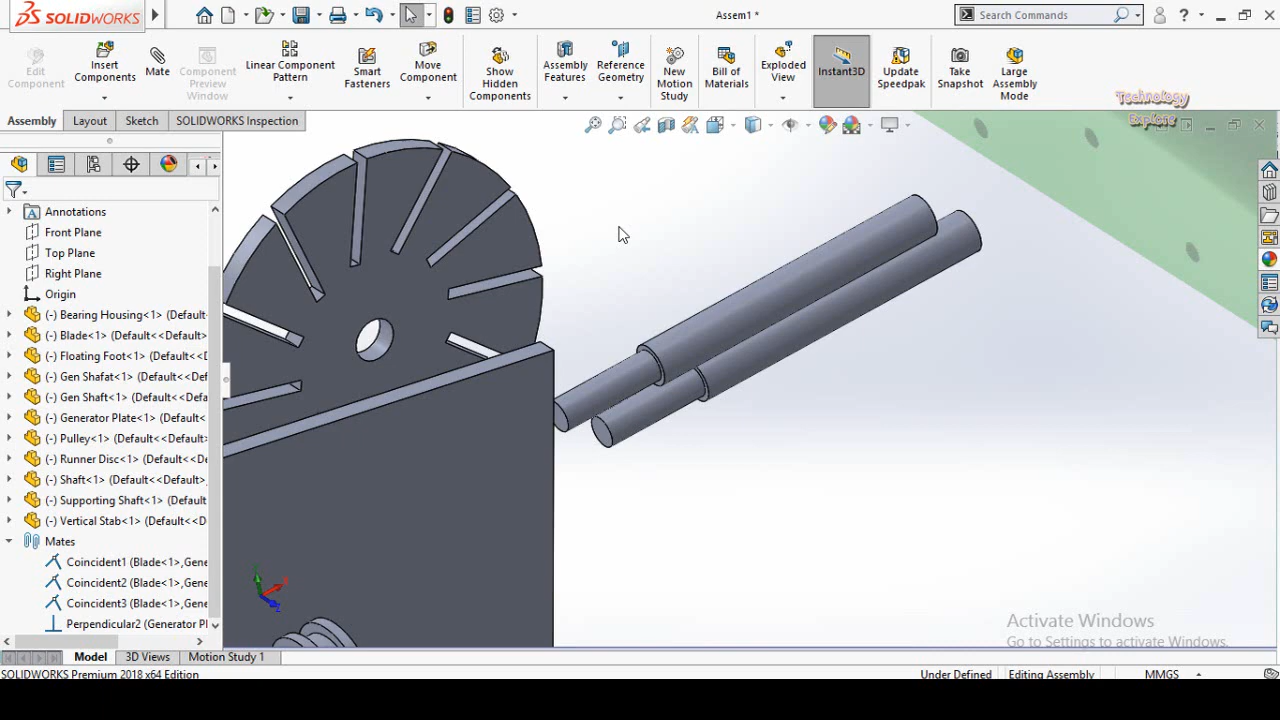 SOLIDWORKS
Assem1 *
Search Commands
?
Edit Component
Insert Components
Mate
Component Preview Window
Linear Component Pattern
Smart Fasteners
Move Component
Show Hidden Components
Assembly Features
Reference Geometry
New Motion Study
Bill of Materials
Exploded View
Instant3D
Update Speedpak
Take Snapshot
Large Assembly Mode
Technology
Explore
Assembly
Layout
Sketch
SOLIDWORKS Inspection
Annotations
Front Plane
Top Plane
Right Plane
Origin
(-) Bearing Housing<1> (Default
(-) Blade<1> (Default<<Default>
(-) Floating Foot<1> (Default<<D
(-) Gen Shafat<1> (Default<<De
(-) Gen Shaft<1> (Default<<Defa
(-) Generator Plate<1> (Default<
(-) Pulley<1> (Default<<Default>
(-) Runner Disc<1> (Default<<D
(-) Shaft<1> (Default<<Default>
(-) Supporting Shaft<1> (Default
(-) Vertical Stab<1> (Default<<D
Mates
Coincident1 (Blade<1>,Gene
Coincident2 (Blade<1>,Gene
Coincident3 (Blade<1>,Gene
Perpendicular2 (Generator Pl
Activate Windows
Go to Settings to activate Windows.
Model
3D Views
Motion Study 1
SOLIDWORKS Premium 2018 x64 Edition
Under Defined
Editing Assembly
MMGS